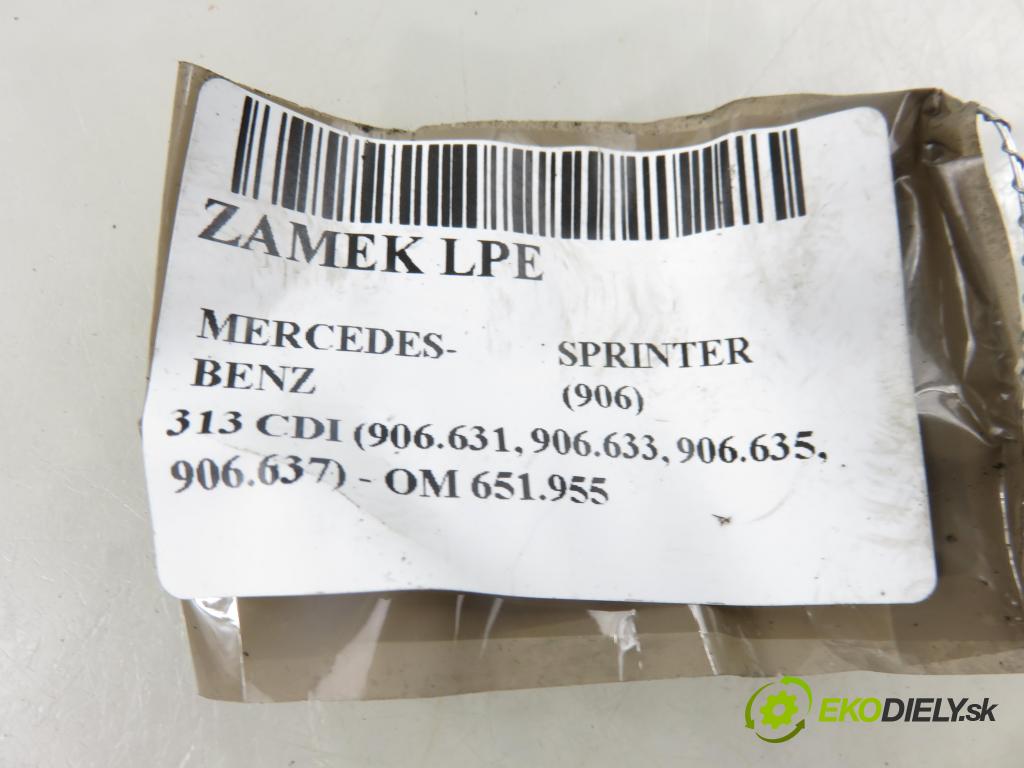 ZAMEK LPE
MERCEDES- SPRINTER
BENZ (906)
313 CDI (906.631, 906.633, 906.635,
906.637) - OM 651.955
EKODIELY.sk